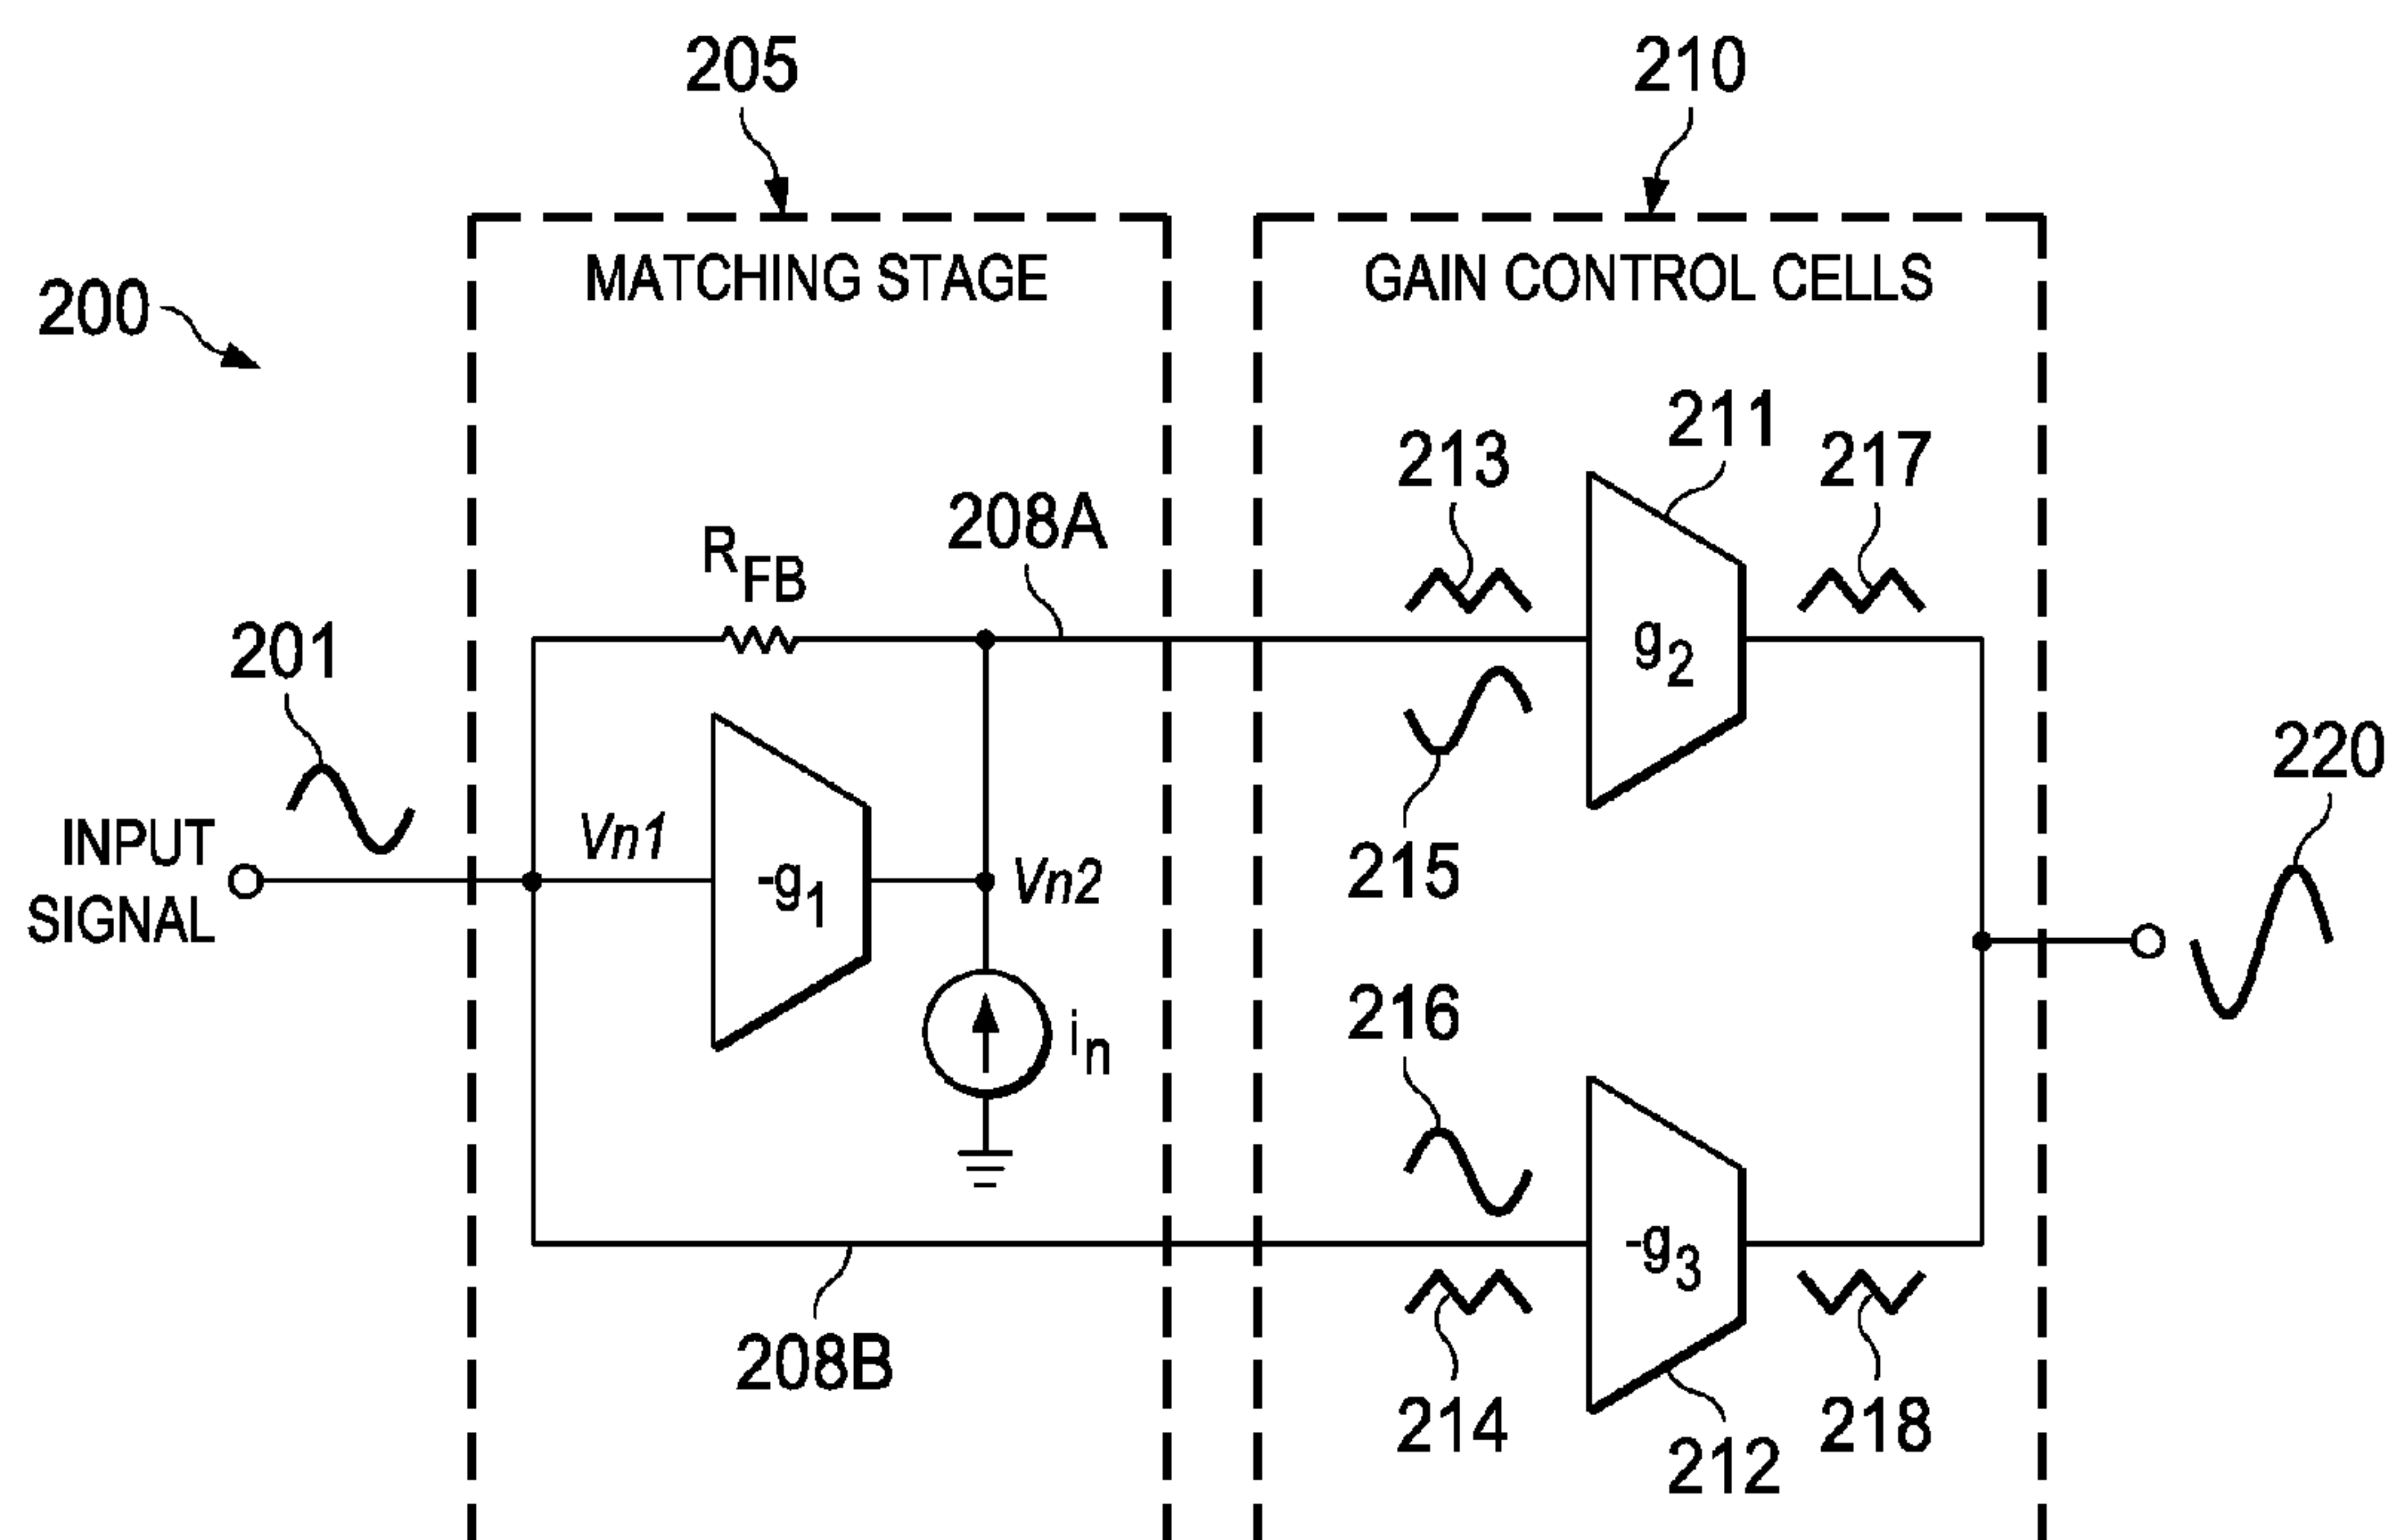 205
210
200
MATCHING STAGE
GAIN CONTROL CELLS
211
213
217
208A
RFB
201
g2
220
INPUT
SIGNAL
Vn1
-g1
Vn2
215
216
in
-g3
208B
214
212
218